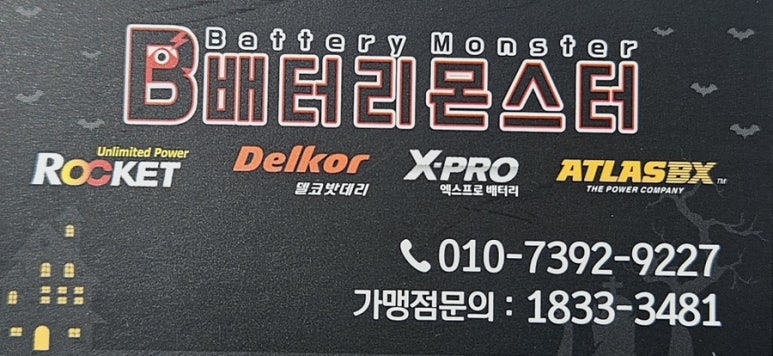 Battery Monster
B배터리몬스터
Unlimited Power
ROCKET
Delkor
델코밧데리
X-PRO
엑스프로 배터리
ATLASBX TM
THE POWER COMPANY
010-7392-9227
가맹점문의 : 1833-3481